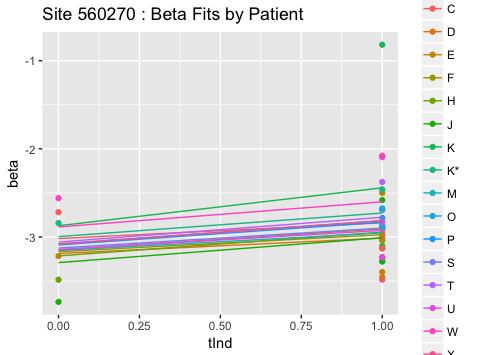 Site 560270 : Beta Fits by Patient
beta
-1
-2
-3
0.00 0.25 0.50 0.75 1.00
tInd
C
D
E
F
H
J
K
K*
M
O
P
S
T
U
W